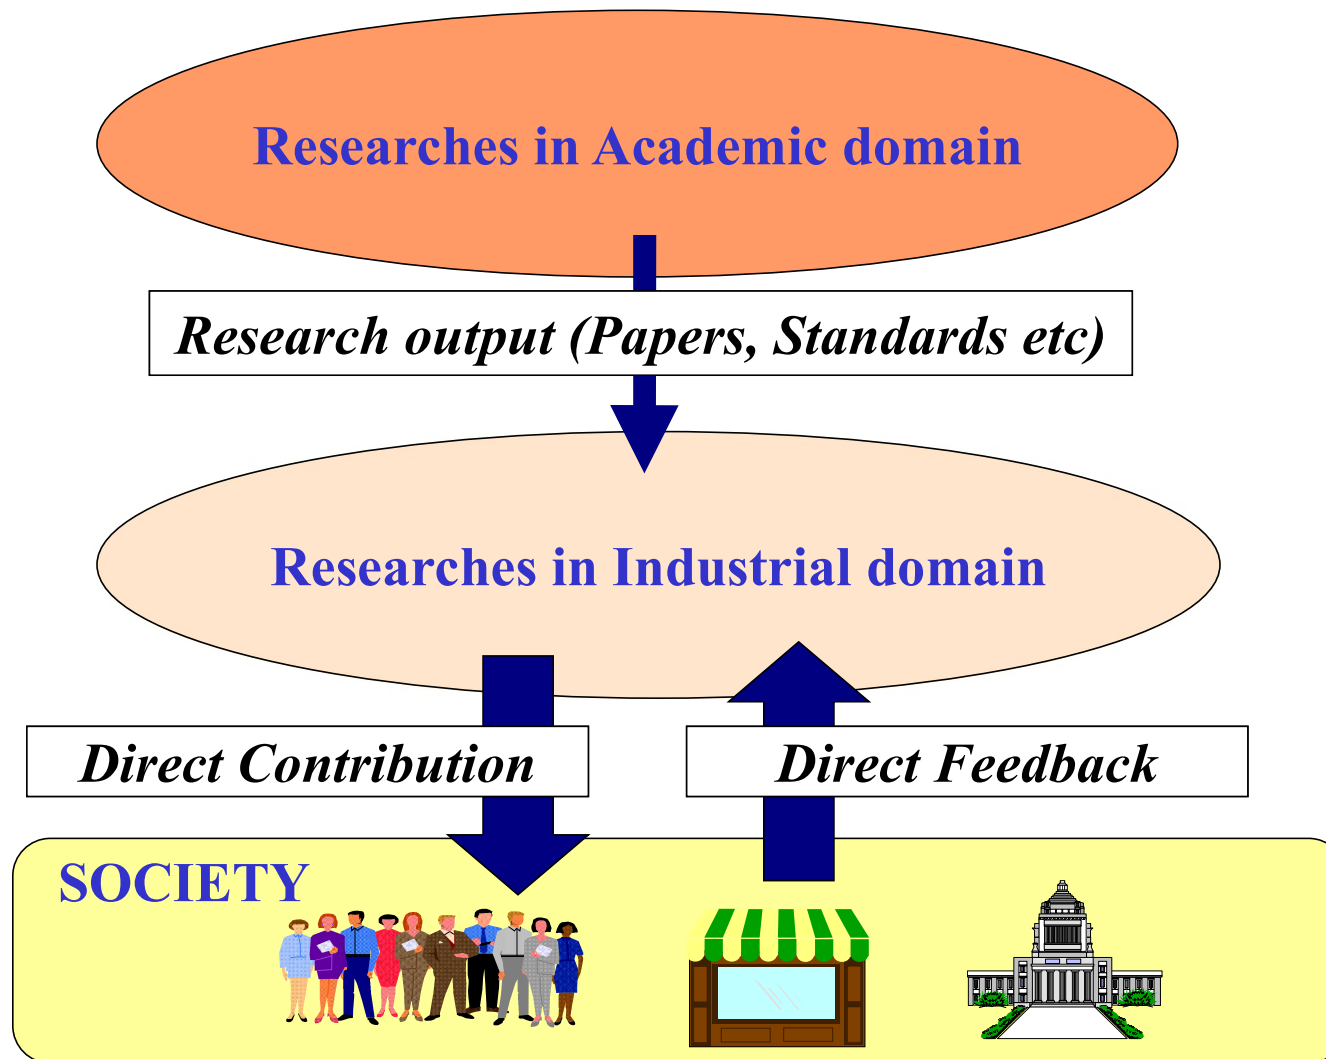 Researches in Academic domain
Research output (Papers, Standards etc)
Researches in Industrial domain
Direct Contribution
Direct Feedback
SOCIETY